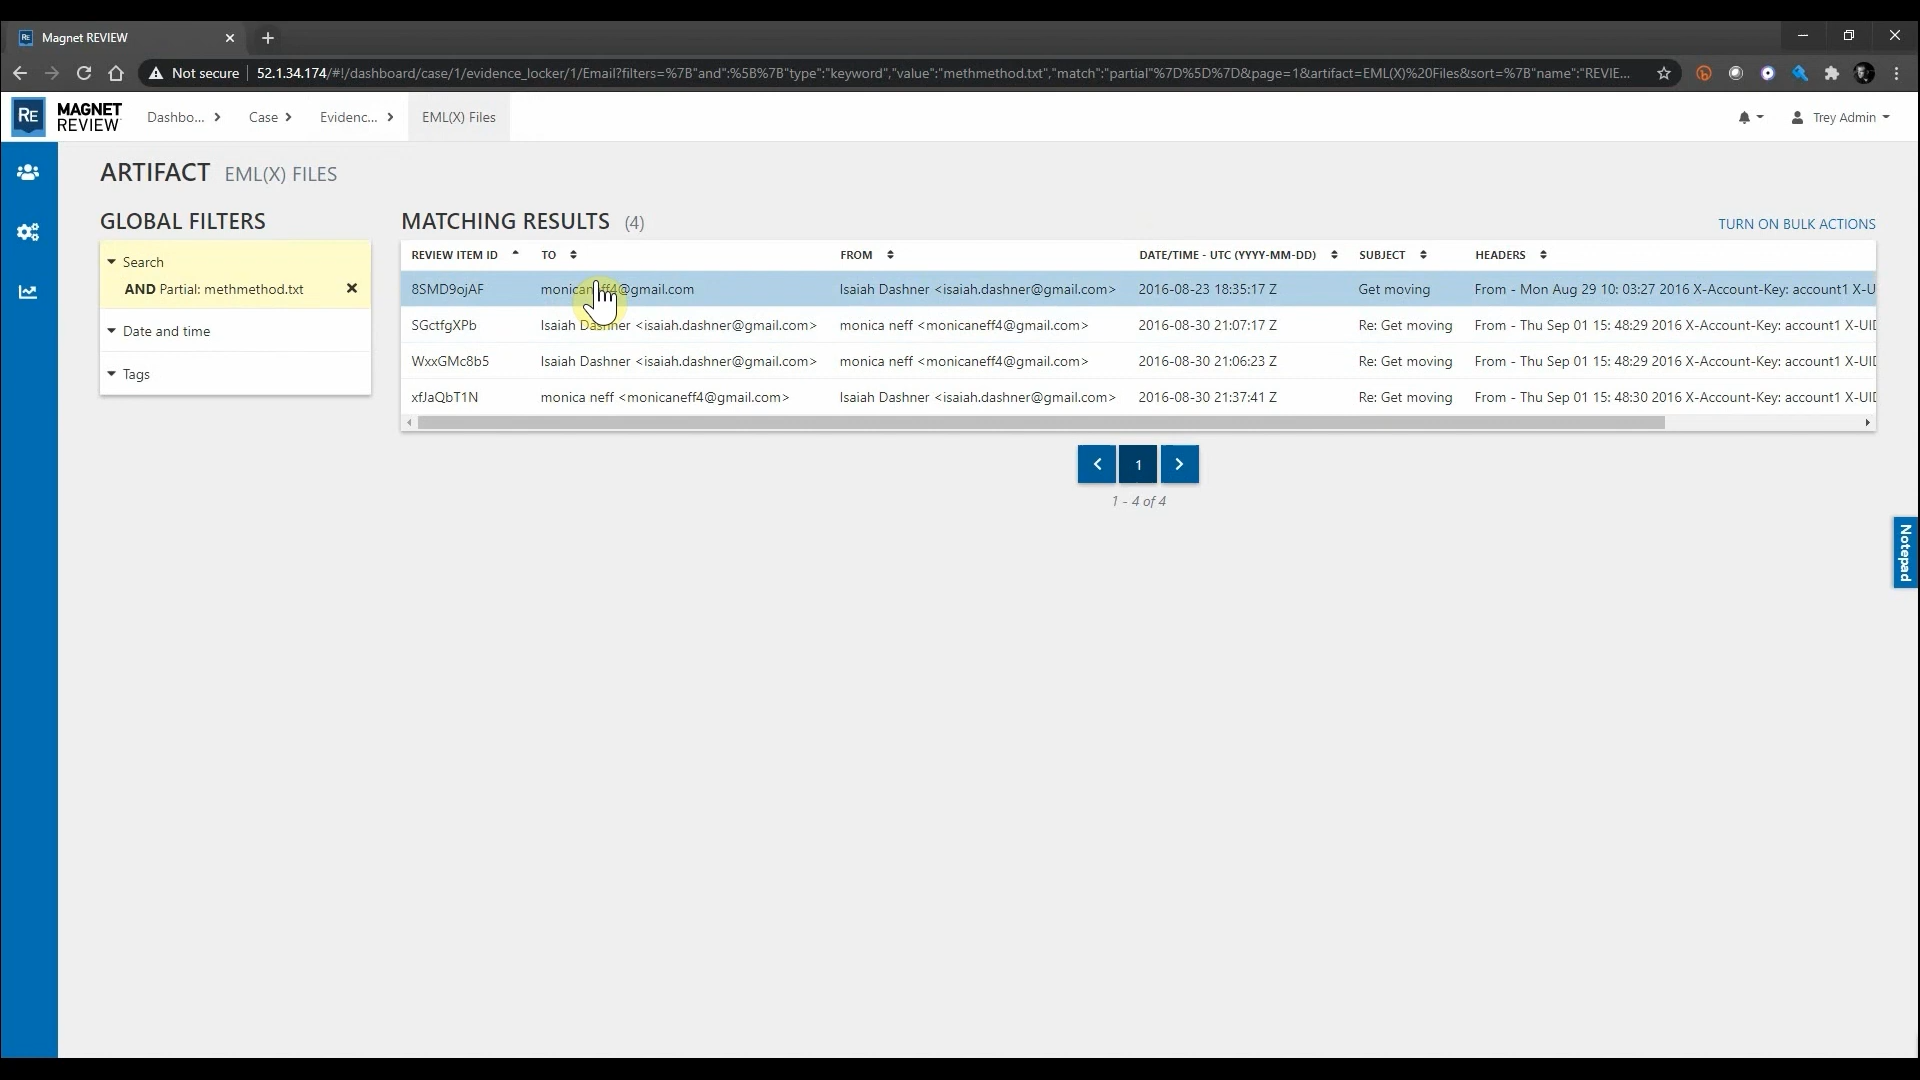 RE Magnet REVIEW
Not secure 52.1.34.174/#!/dashboard/case/1/evidence_locker/1/Email?filters=%7B"and":%5B%7B"type":"keyword","value":"methmethod.txt","match":"partial"%7D%5D%7D&page=1&artifact=EML(X)%20Files&sort=%7B"name":"REVIE...
RE MAGNET REVIEW Dashbo... Case Evidenc... EML(X) Files Trey Admin
ARTIFACT EML(X) FILES
GLOBAL FILTERS
Search
AND Partial: methmethod.txt
Date and time
Tags
MATCHING RESULTS (4)
TURN ON BULK ACTIONS
REVIEW ITEM ID TO FROM DATE/TIME - UTC (YYYY-MM-DD) SUBJECT HEADERS
8SMD9ojAF monicaneff4@gmail.com Isaiah Dashner <isaiah.dashner@gmail.com> 2016-08-23 18:35:17 Z Get moving From - Mon Aug 29 10: 03:27 2016 X-Account-Key: account1 X-U
SGctfgXPb Isaiah Dashner <isaiah.dashner@gmail.com> monica neff <monicaneff4@gmail.com> 2016-08-30 21:07:17 Z Re: Get moving From - Thu Sep 01 15: 48:29 2016 X-Account-Key: account1 X-UID
WxxGMc8b5 Isaiah Dashner <isaiah.dashner@gmail.com> monica neff <monicaneff4@gmail.com> 2016-08-30 21:06:23 Z Re: Get moving From - Thu Sep 01 15: 48:29 2016 X-Account-Key: account1 X-UID
xfJaQbT1N monica neff <monicaneff4@gmail.com> Isaiah Dashner <isaiah.dashner@gmail.com> 2016-08-30 21:37:41 Z Re: Get moving From - Thu Sep 01 15: 48:30 2016 X-Account-Key: account1 X-UID
1
1 - 4 of 4
Notepad